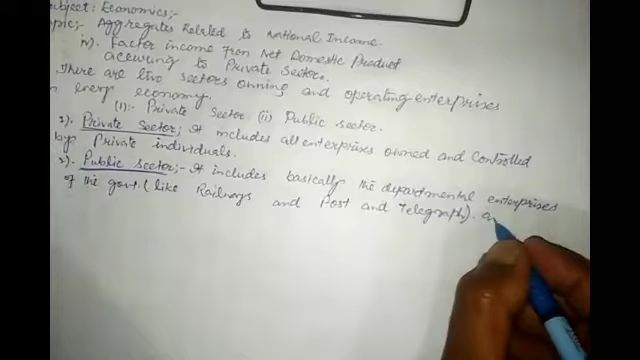 Subject: Economics;-
Topic;- Aggregates Related to National Income.
iv). Factor income from Net Domestic Product
accuring to Private Sector.
There are two sectors owning and operating enterprises
in every economy.
(i):- Private Sector (ii) Public sector.
1). Private Sector; It includes all enterprises owned and controlled
by Private individuals.
2). Public sector;- It includes basically the departmental enterprises
of the govt. (like Railways and Post and Telegraph).